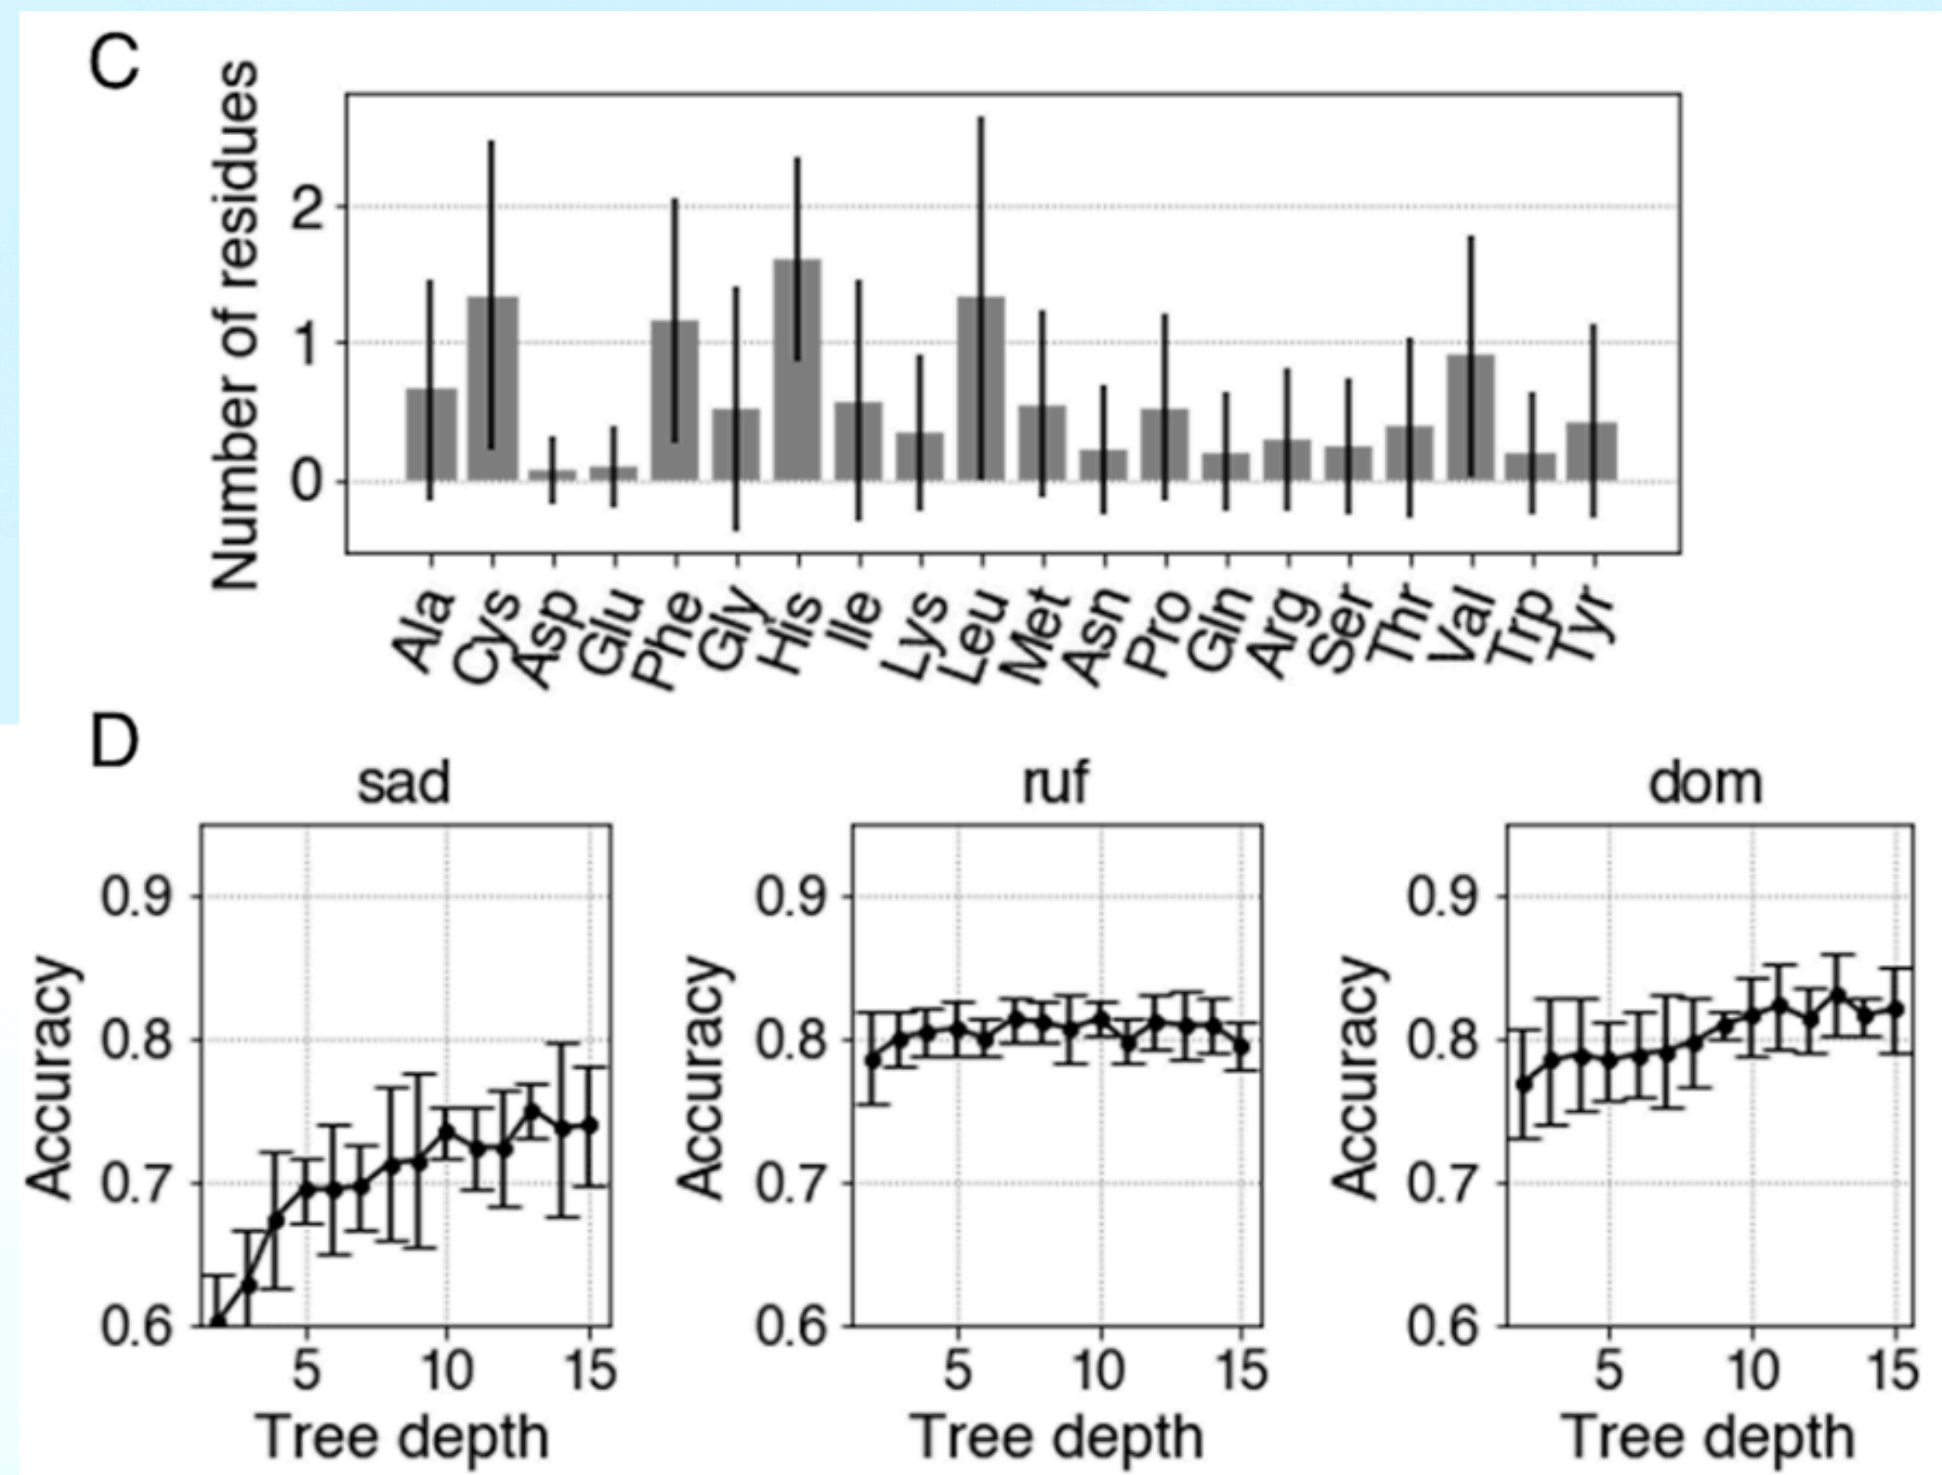 C
Number of residues
2
1
0
Ala Cys Asp Glu Phe Gly His Ile Lys Leu Met Asn Pro Gln Arg Ser Thr Val Trp Tyr
D
sad ruf dom
Accuracy Accuracy Accuracy
0.9 0.9 0.9
0.8 0.8 0.8
0.7 0.7 0.7
0.6 0.6 0.6
5 10 15 5 10 15 5 10 15
Tree depth Tree depth Tree depth